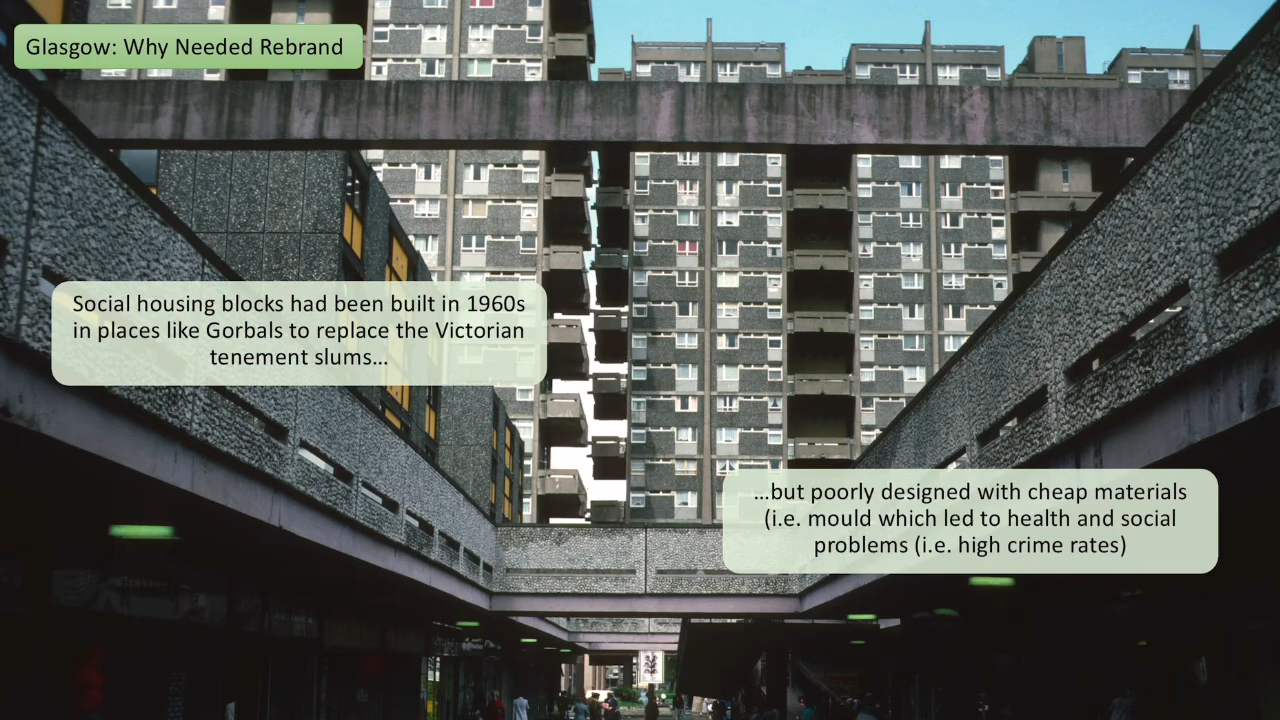 Glasgow: Why Needed Rebrand
Social housing blocks had been built in 1960s
in places like Gorbals to replace the Victorian
tenement slums…
…but poorly designed with cheap materials
(i.e. mould which led to health and social
problems (i.e. high crime rates)